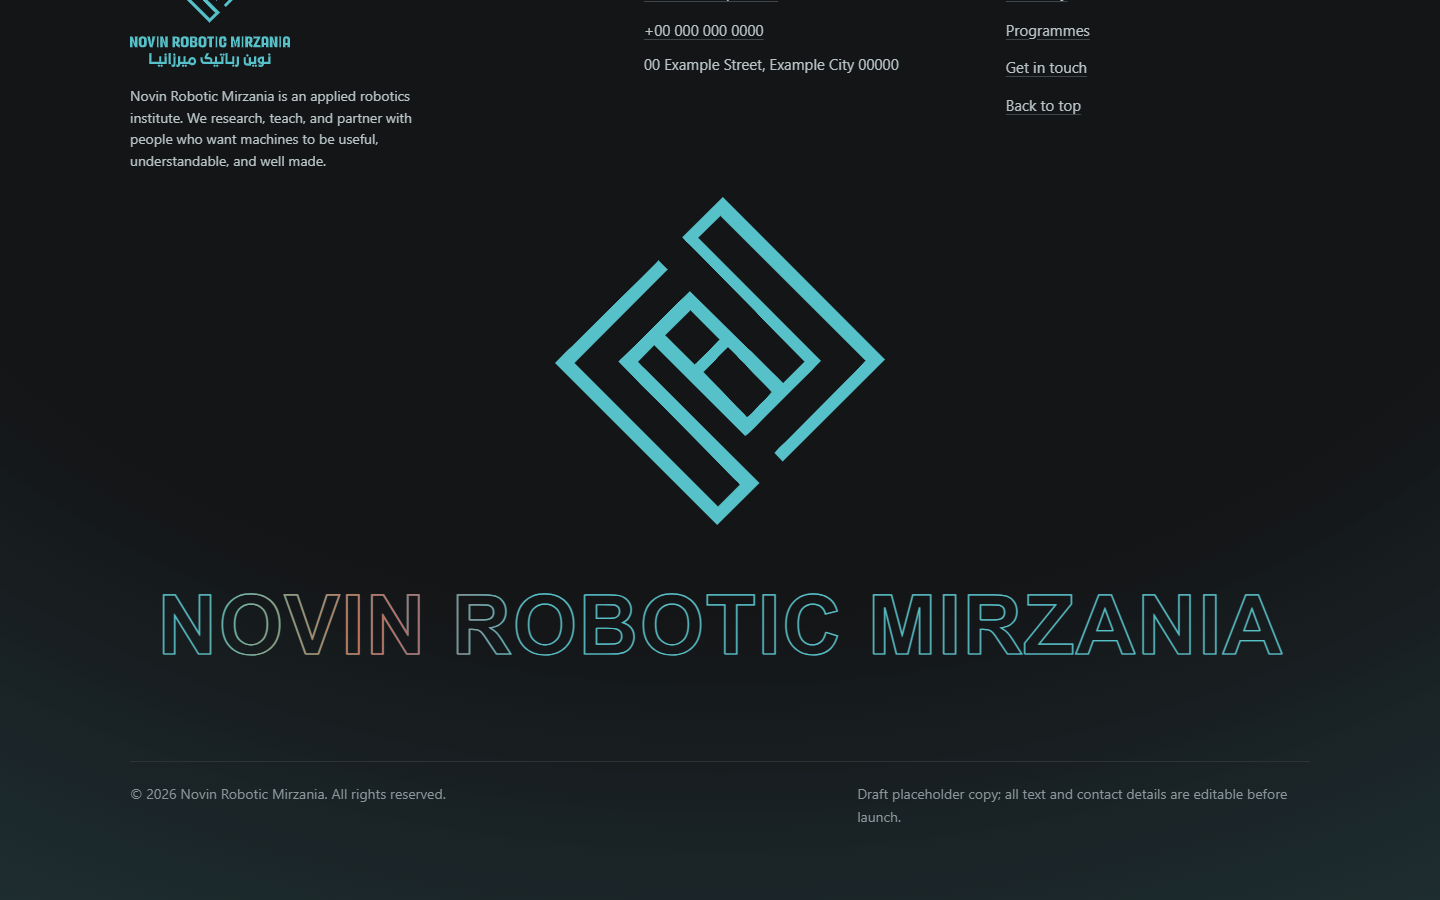 NOVIN ROBOTIC MIRZANIA
نوین رباتیک میرزانیا
Novin Robotic Mirzania is an applied robotics
institute. We research, teach, and partner with
people who want machines to be useful,
understandable, and well made.
+00 000 000 0000
00 Example Street, Example City 00000
Programmes
Get in touch
Back to top
NOVIN ROBOTIC MIRZANIA
© 2026 Novin Robotic Mirzania. All rights reserved.
Draft placeholder copy; all text and contact details are editable before
launch.